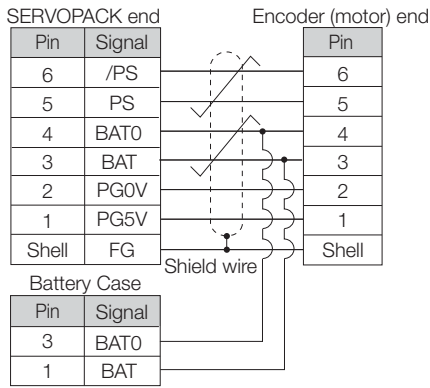 SERVOPACK end Encoder (motor) end
Pin Signal Pin
6 /PS 6
5 PS 5
4 BAT0 4
3 BAT 3
2 PG0V 2
1 PG5V 1
Shell FG Shell
Shield wire
Battery Case
Pin Signal
3 BAT0
1 BAT